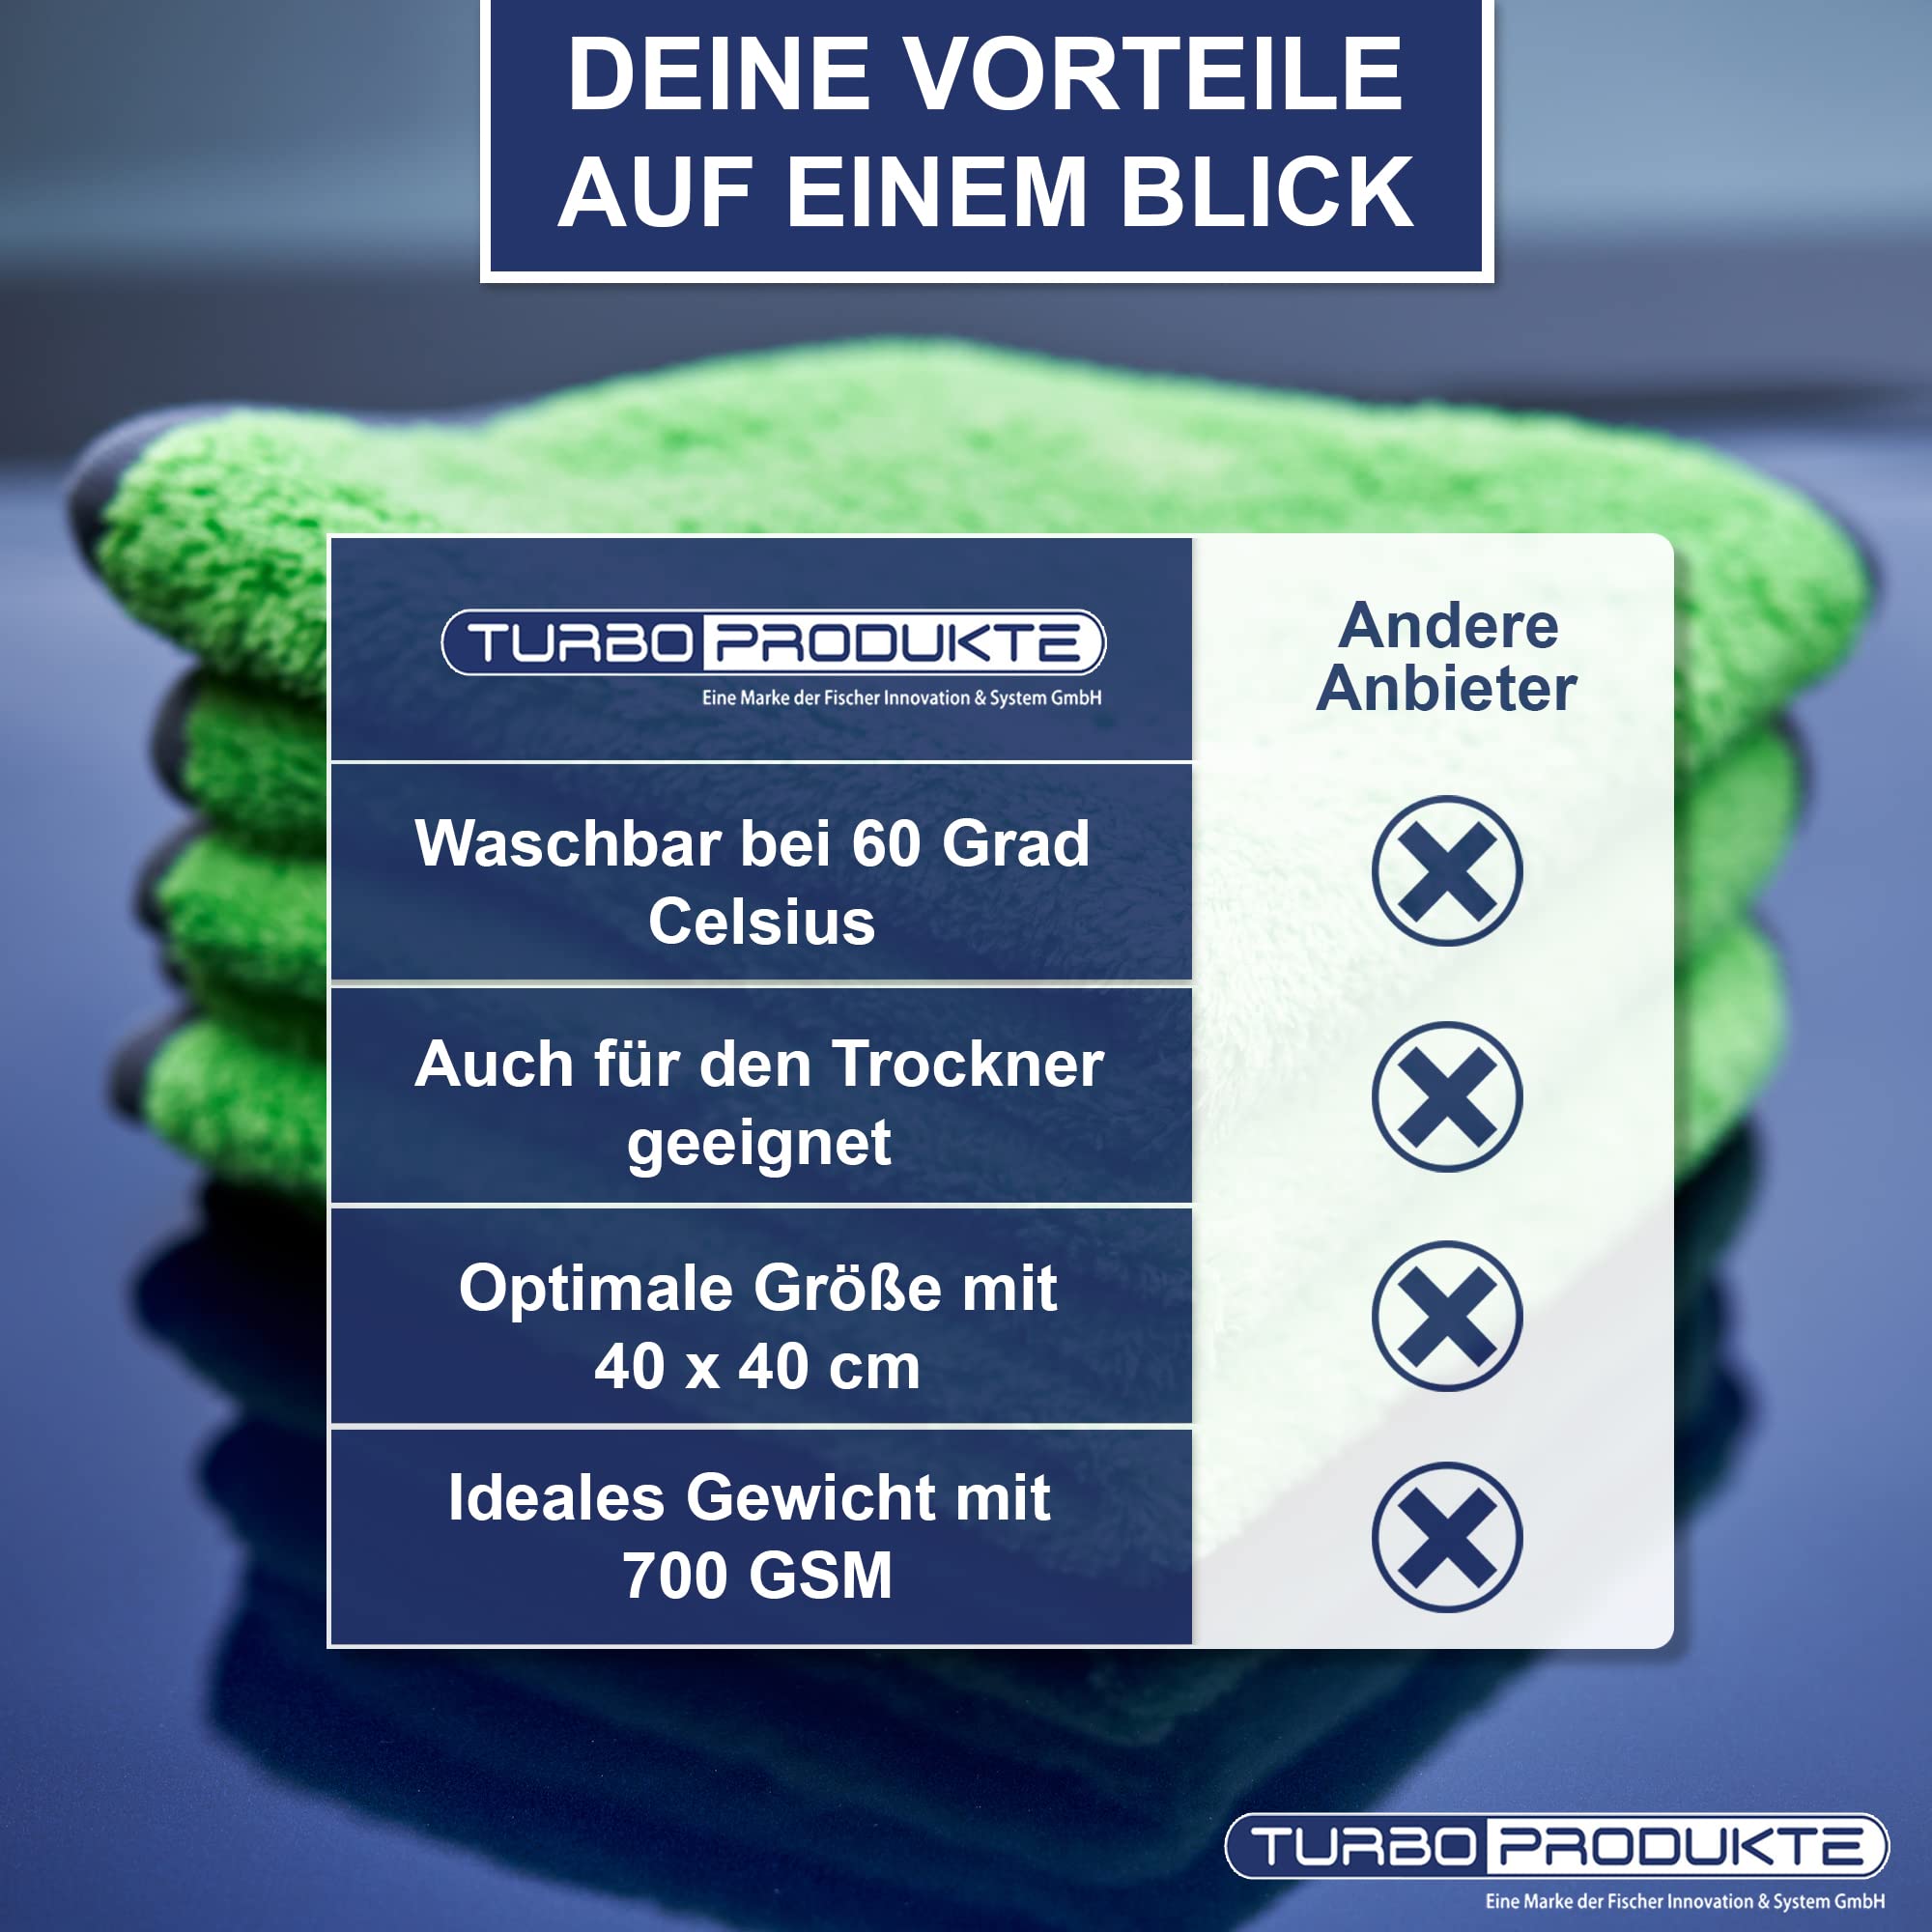 DEINE VORTEILE
AUF EINEM BLICK
TURBO PRODUKTE
Eine Marke der Fischer Innovation & System GmbH
Andere
Anbieter
Waschbar bei 60 Grad
Celsius
Auch für den Trockner
geeignet
Optimale Größe mit
40 x 40 cm
Ideales Gewicht mit
700 GSM
TURBO PRODUKTE
Eine Marke der Fischer Innovation & System GmbH